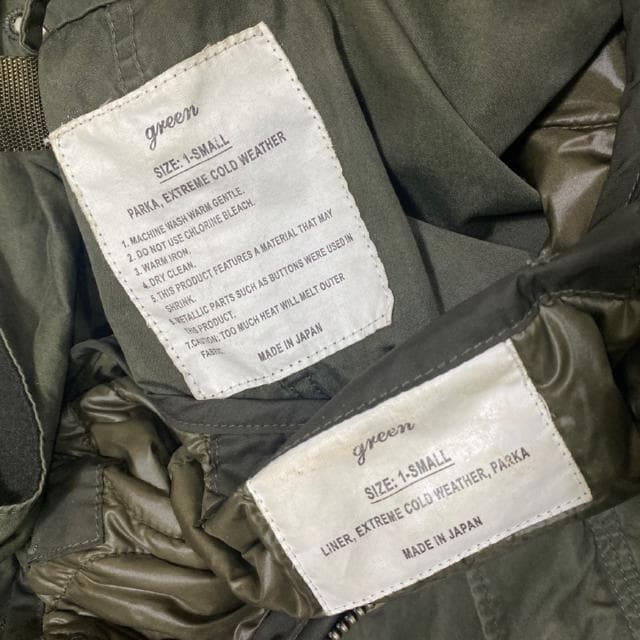 green
SIZE: 1-SMALL
PARKA, EXTREME COLD WEATHER
1. MACHINE WASH WARM GENTLE.
2. DO NOT USE CHLORINE BLEACH.
3. WARM IRON.
4. DRY CLEAN.
5. THIS PRODUCT FEATURES A MATERIAL THAT MAY
SHRINK.
6. METALLIC PARTS SUCH AS BUTTONS WERE USED IN
THIS PRODUCT.
7.CAUTION: TOO MUCH HEAT WILL MELT OUTER
FABRIC.
MADE IN JAPAN
green
SIZE: 1-SMALL
LINER, EXTREME COLD WEATHER, PARKA
MADE IN JAPAN